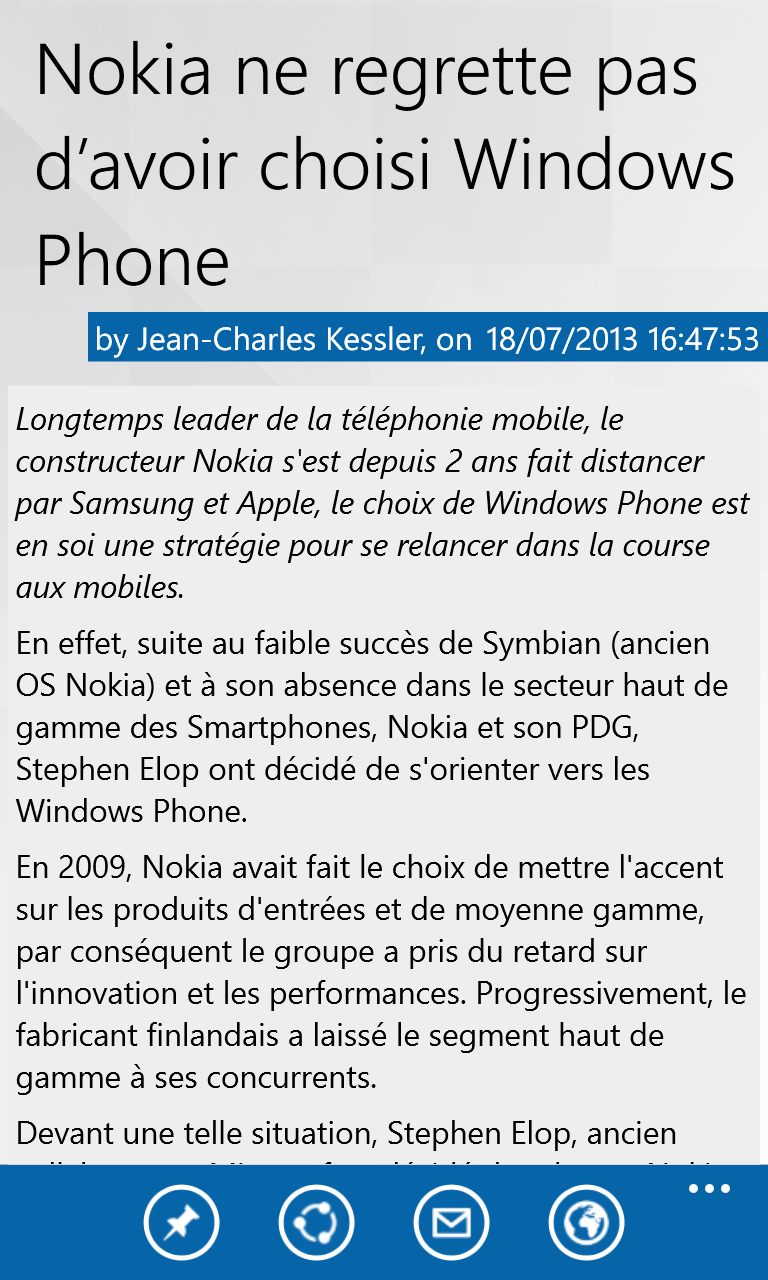 Nokia ne regrette pas
d’avoir choisi Windows
Phone
by Jean-Charles Kessler, on 18/07/2013 16:47:53
Longtemps leader de la téléphonie mobile, le
constructeur Nokia s'est depuis 2 ans fait distancer
par Samsung et Apple, le choix de Windows Phone est
en soi une stratégie pour se relancer dans la course
aux mobiles.
En effet, suite au faible succès de Symbian (ancien
OS Nokia) et à son absence dans le secteur haut de
gamme des Smartphones, Nokia et son PDG,
Stephen Elop ont décidé de s'orienter vers les
Windows Phone.
En 2009, Nokia avait fait le choix de mettre l'accent
sur les produits d'entrées et de moyenne gamme,
par conséquent le groupe a pris du retard sur
l'innovation et les performances. Progressivement, le
fabricant finlandais a laissé le segment haut de
gamme à ses concurrents.
Devant une telle situation, Stephen Elop, ancien